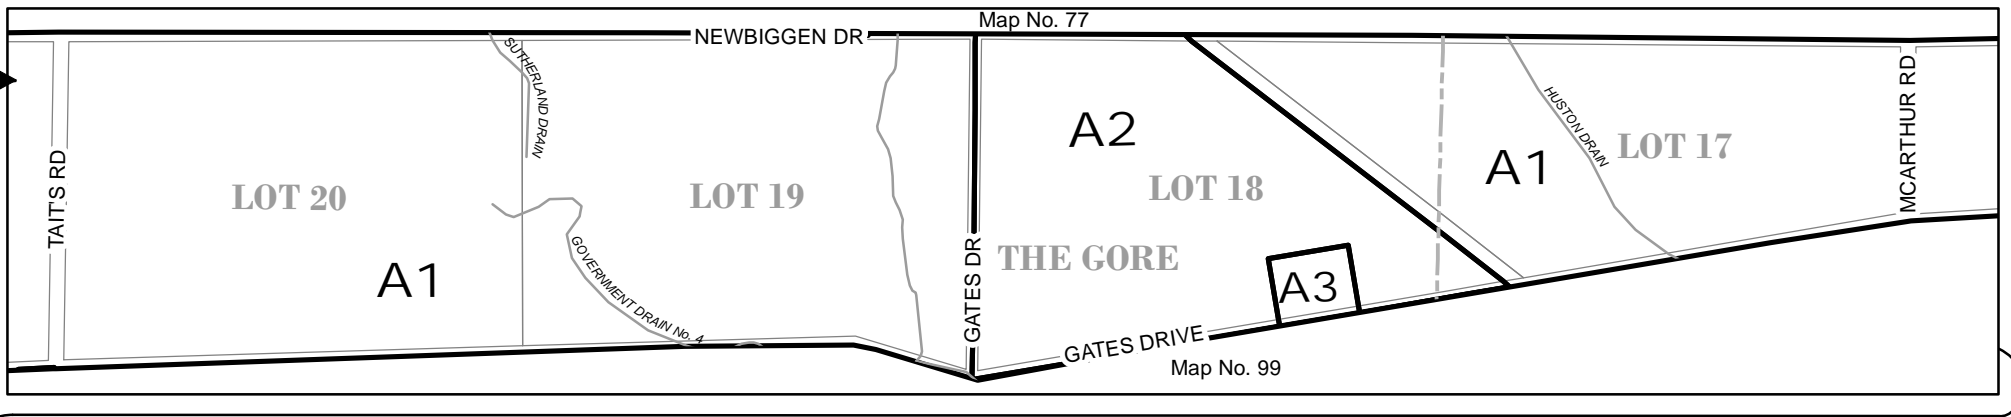 Map No. 77
NEWBIGGEN DR
SUTHERLAND DRAIN
MCARTHUR RD
HUSTON DRAIN
A2
LOT 17
A1
TAIT'S RD
LOT 20
LOT 19
LOT 18
THE GORE
GATES DR
A1
GOVERNMENT DRAIN No. 4
A3
GATES DRIVE
Map No. 99